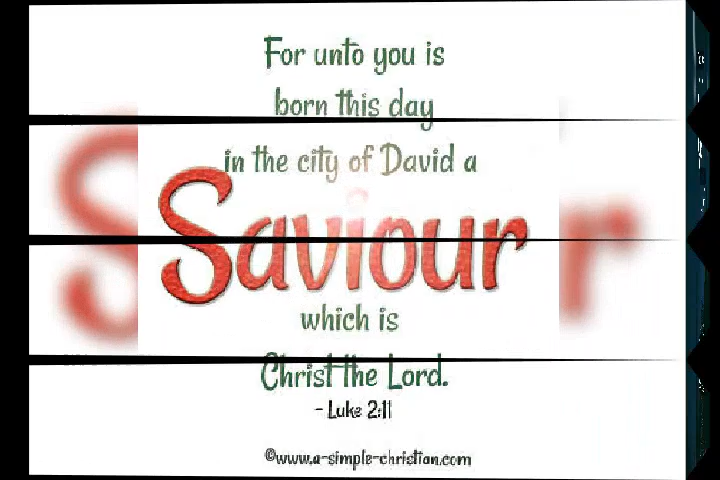 For unto you is
born this day
in the city of David a
Saviour
which is
Christ the Lord.
- Luke 2:11
©www.a-simple-christian.com